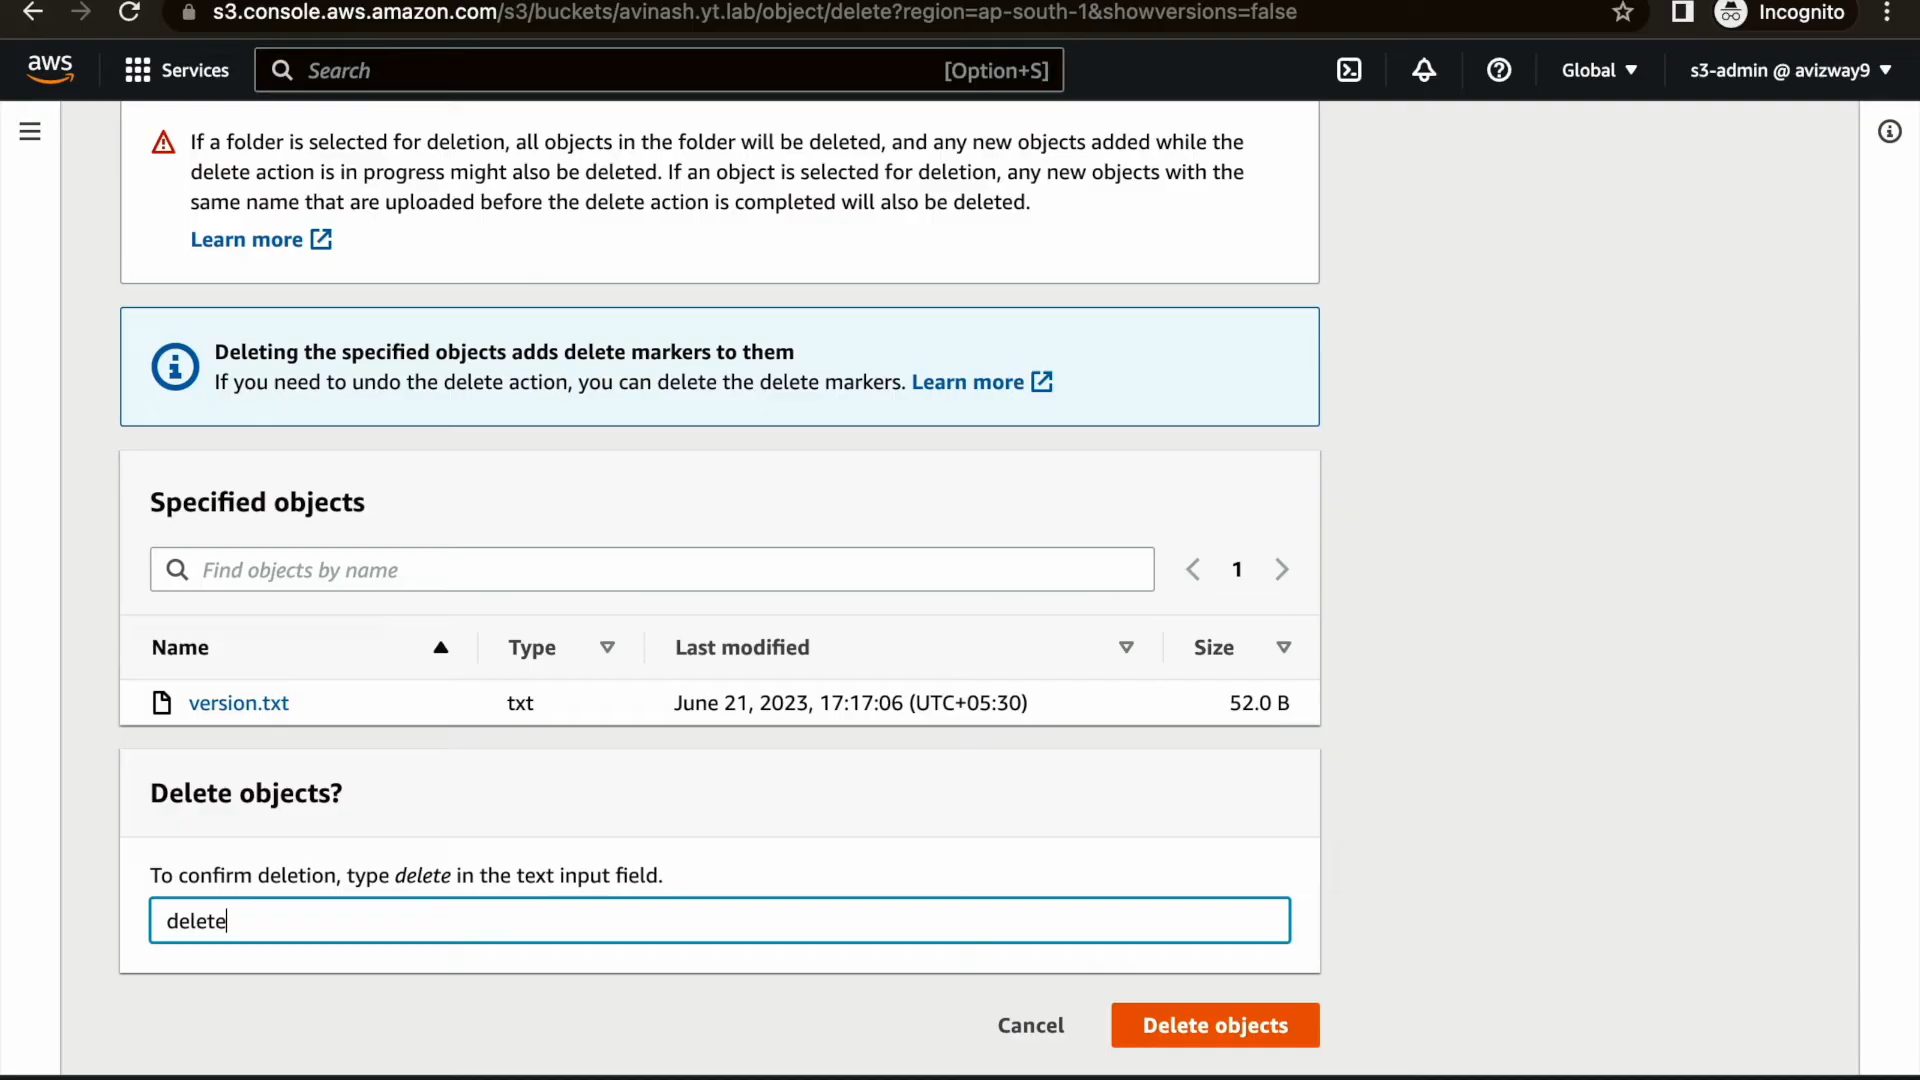 s3.console.aws.amazon.com/s3/buckets/avinash.yt.lab/object/delete?region=ap-south-1&showversions=false
Incognito
aws
Services
Search
[Option+S]
Global
s3-admin @ avizway9
If a folder is selected for deletion, all objects in the folder will be deleted, and any new objects added while the
delete action is in progress might also be deleted. If an object is selected for deletion, any new objects with the
same name that are uploaded before the delete action is completed will also be deleted.
Learn more
Deleting the specified objects adds delete markers to them
If you need to undo the delete action, you can delete the delete markers. Learn more
Specified objects
Find objects by name
1
Name Type Last modified Size
version.txt txt June 21, 2023, 17:17:06 (UTC+05:30) 52.0 B
Delete objects?
To confirm deletion, type delete in the text input field.
delete
Cancel
Delete objects